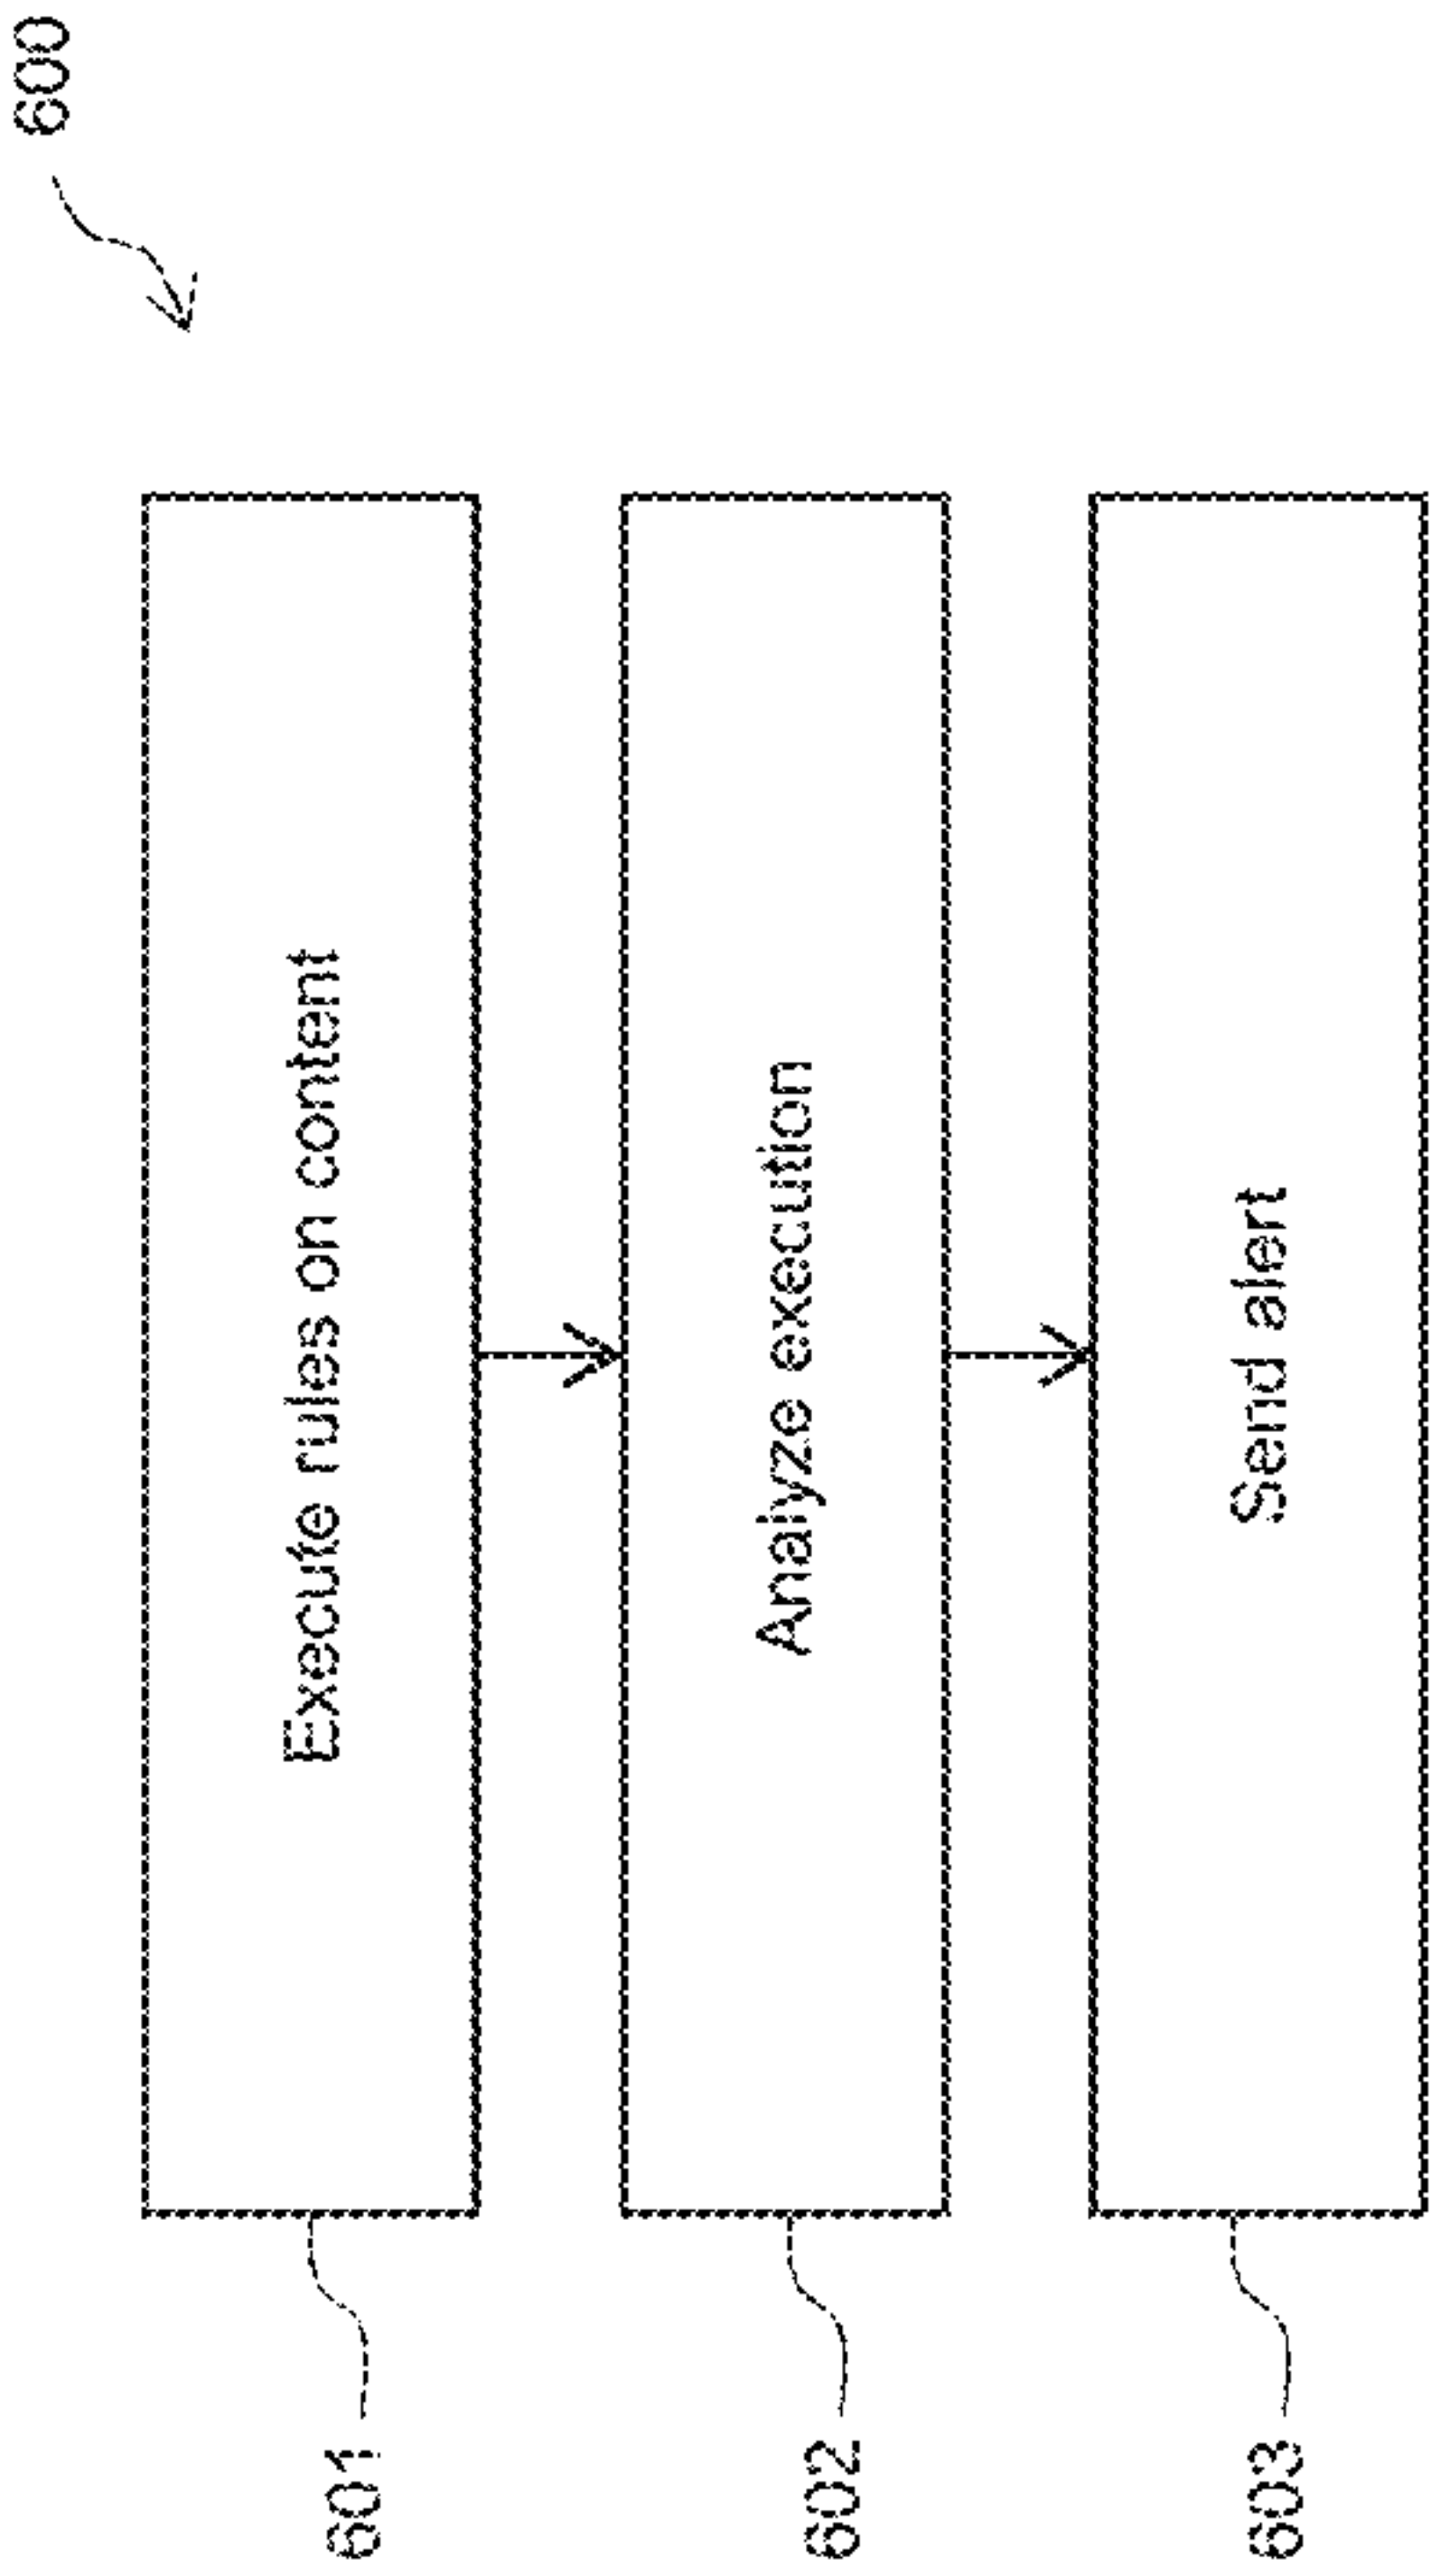 600
601
Execute rules on content
602
Analyze execution
603
Send alert